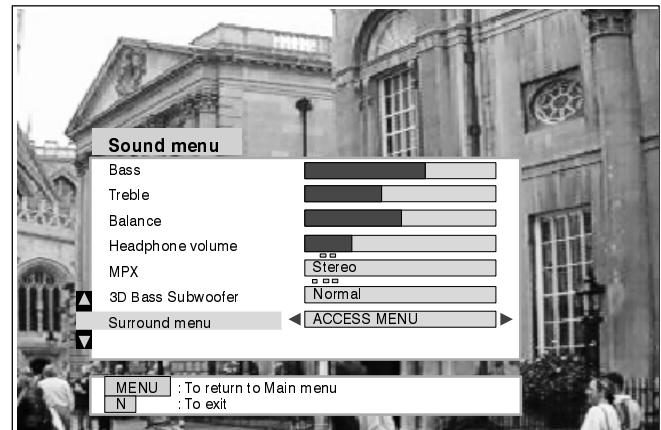 Sound menu
Bass
Treble
Balance
Headphone volume
MPX Stereo
3D Bass Subwoofer Normal
Surround menu ACCESS MENU
MENU : To return to Main menu
N : To exit